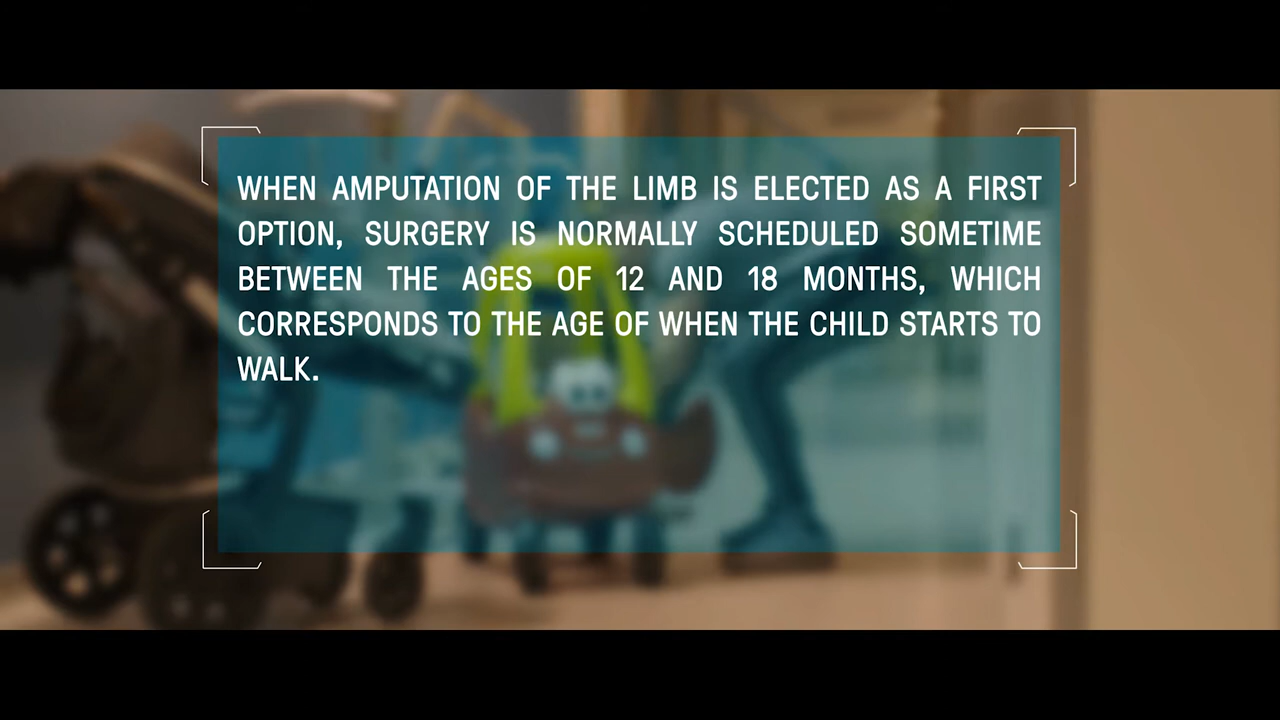 WHEN AMPUTATION OF THE LIMB IS ELECTED AS A FIRST
OPTION, SURGERY IS NORMALLY SCHEDULED SOMETIME
BETWEEN THE AGES OF 12 AND 18 MONTHS, WHICH
CORRESPONDS TO THE AGE OF WHEN THE CHILD STARTS TO
WALK.